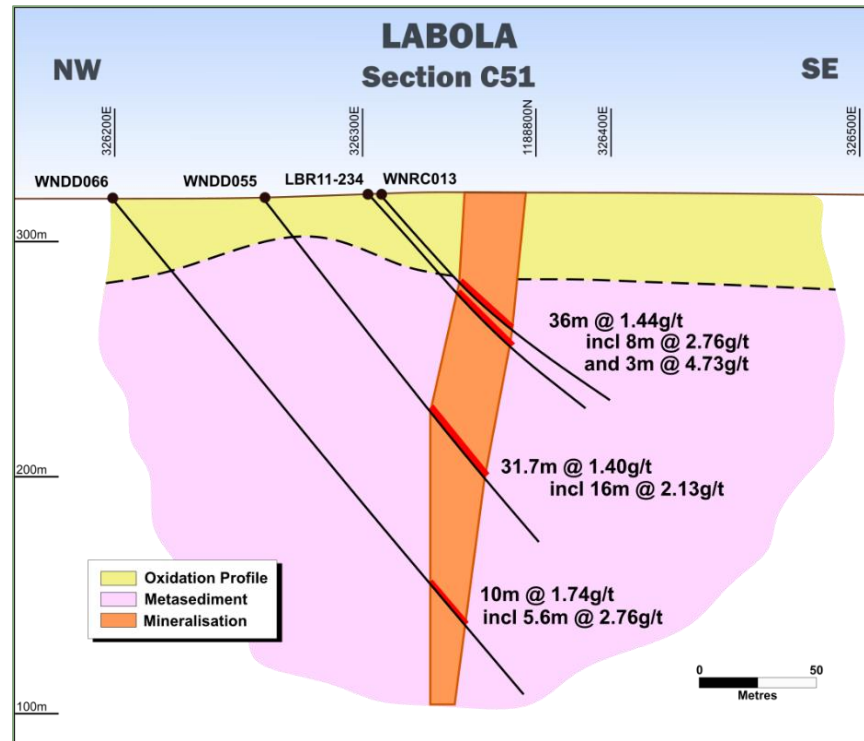 LABOLA
NW
Section C51
SE
326200E
326300E
1188800N
326400E
326500E
WNDD066
WNDD055
LBR11-234
WNRC013
300m
36m @ 1.44g/t
incl 8m @ 2.76g/t
and 3m @ 4.73g/t
200m
31.7m @ 1.40g/t
incl 16m @ 2.13g/t
Oxidation Profile
Metasediment
Mineralisation
10m @ 1.74g/t
incl 5.6m @ 2.76g/t
0
50
Metres
100m